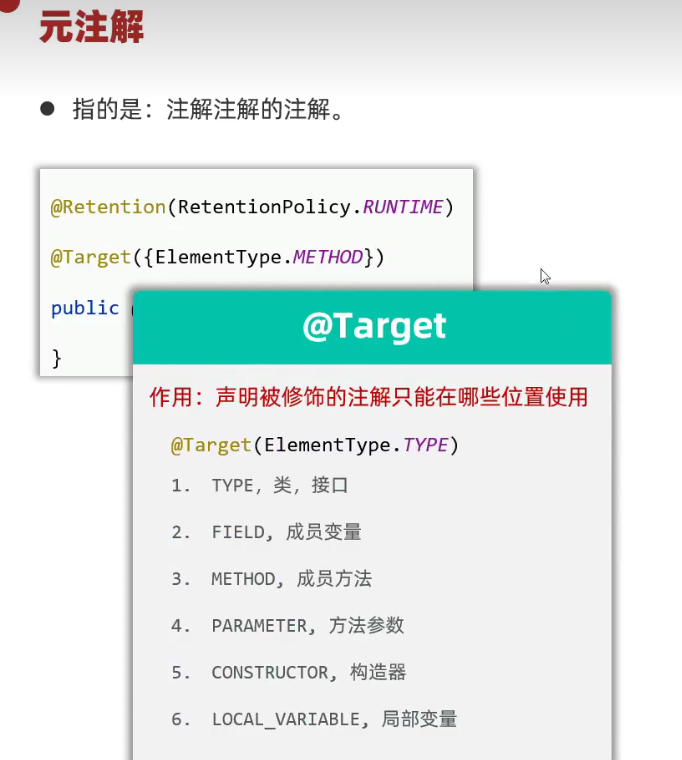 元注解
● 指的是：注解注解的注解。
@Retention(RetentionPolicy.RUNTIME)
@Target({ElementType.METHOD})
public
}
@Target
作用：声明被修饰的注解只能在哪些位置使用
@Target(ElementType.TYPE)
1. TYPE，类，接口
2. FIELD, 成员变量
3. METHOD, 成员方法
4. PARAMETER, 方法参数
5. CONSTRUCTOR, 构造器
6. LOCAL_VARIABLE, 局部变量